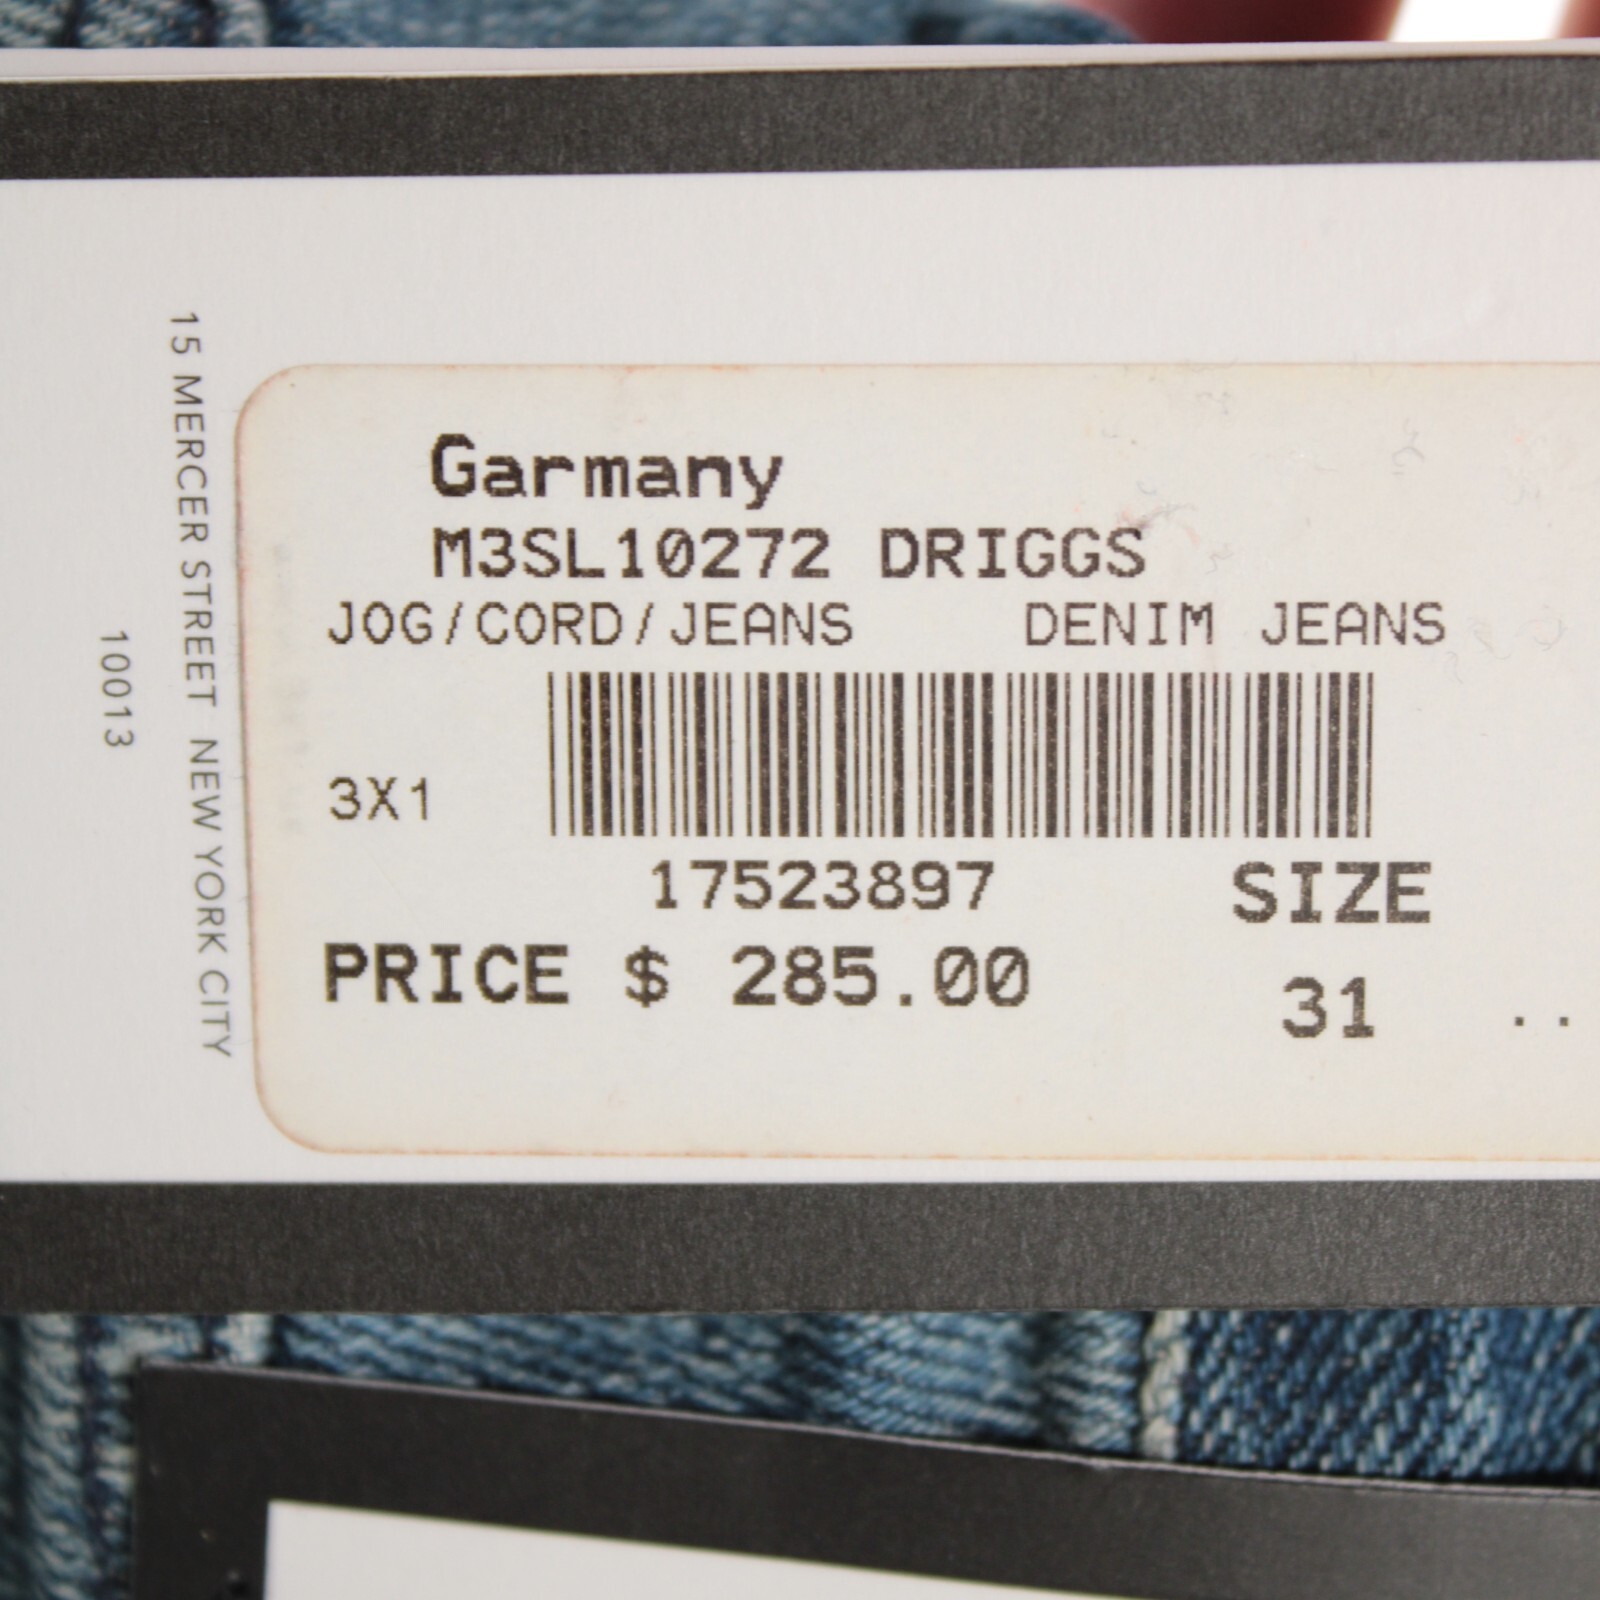 15 MERCER STREET NEW YORK CITY
10013
Garmany
M3SL10272 DRIGGS
JOG/CORD/JEANS DENIM JEANS
3X1
17523897 SIZE
PRICE $ 285.00 31 ..